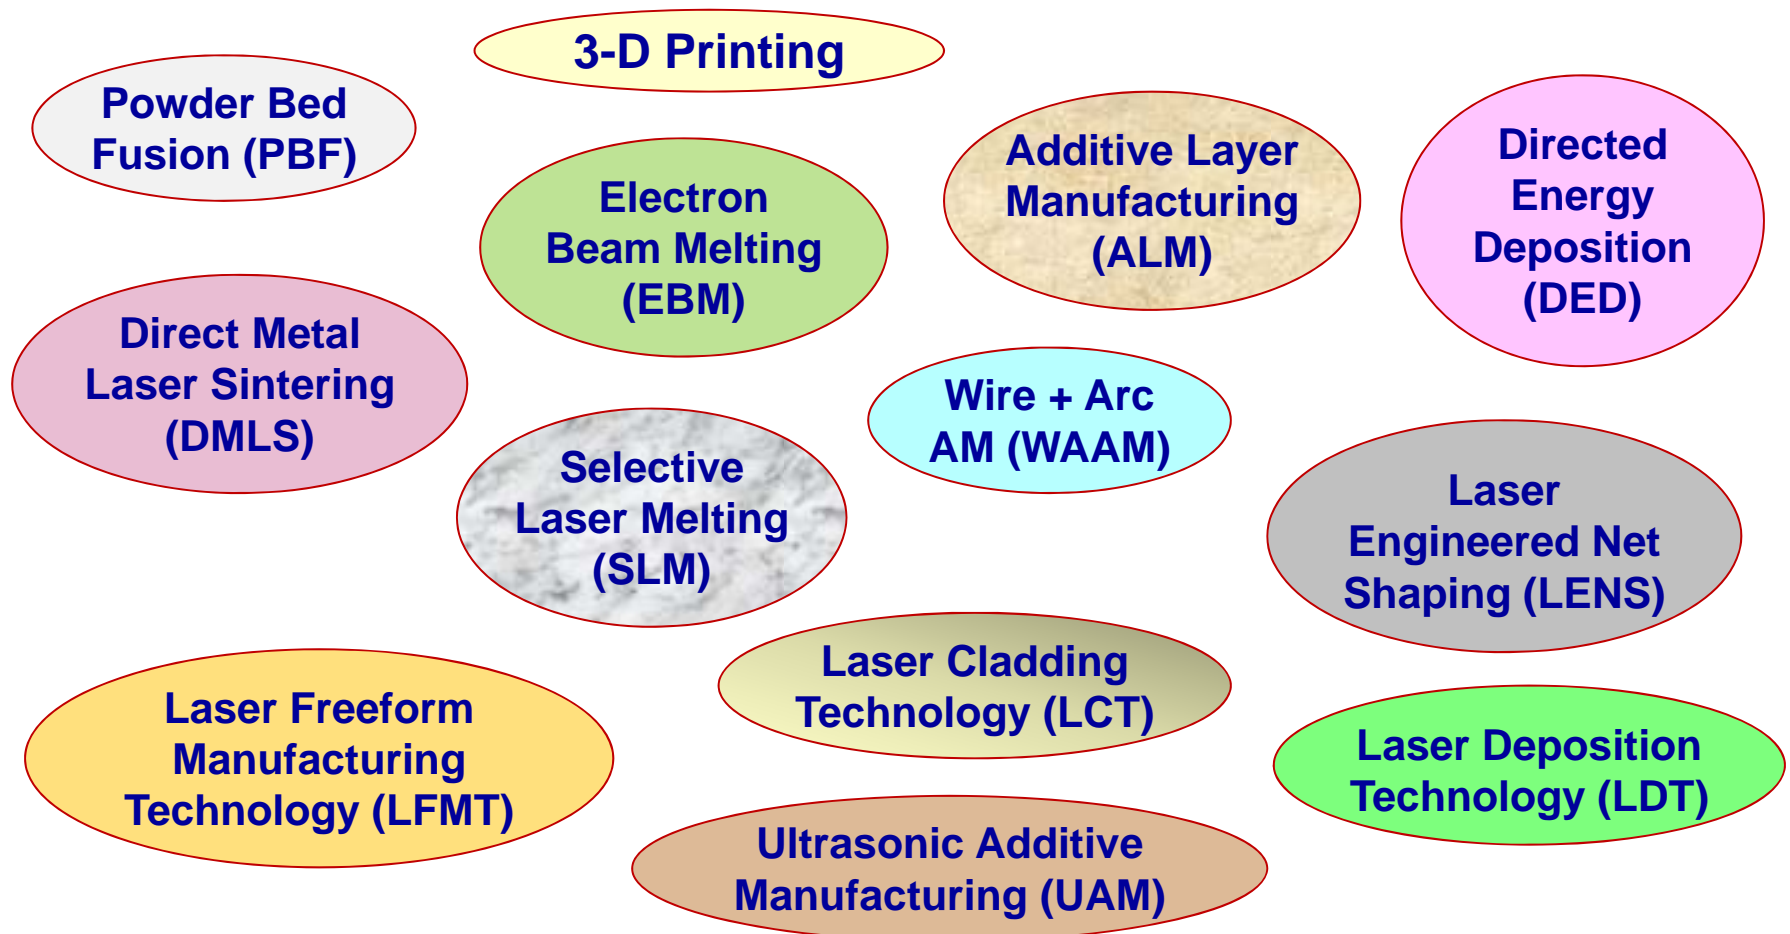 3-D Printing
Powder Bed
Fusion (PBF)
Electron
Beam Melting
(EBM)
Additive Layer
Manufacturing
(ALM)
Directed
Energy
Deposition
(DED)
Direct Metal
Laser Sintering
(DMLS)
Selective
Laser Melting
(SLM)
Wire + Arc
AM (WAAM)
Laser
Engineered Net
Shaping (LENS)
Laser Freeform
Manufacturing
Technology (LFMT)
Laser Cladding
Technology (LCT)
Laser Deposition
Technology (LDT)
Ultrasonic Additive
Manufacturing (UAM)